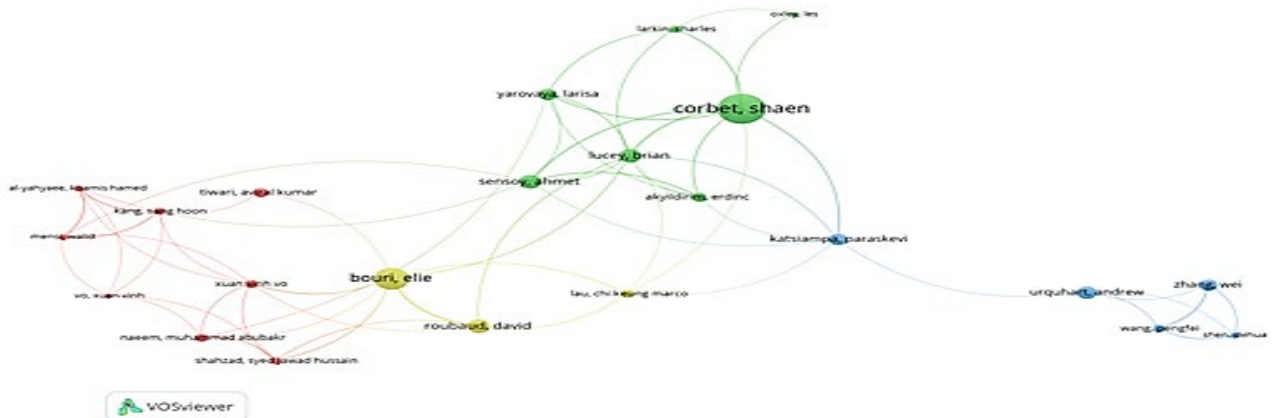 oxley, les
larkin, charles
yarovaya, larisa
corbet, shaen
lucey, brian
sensoy, ahmet
akyildirim, erdinc
al-yahyaee, khamis hamed
tiwari, aviral kumar
kang, sang hoon
mensi, walid
katsiampa, paraskevi
bouri, elie
xuan vinh vo
vo, xuan vinh
lau, chi keung marco
urquhart, andrew
zhang, wei
roubaud, david
wang, pengfei
shen, dehua
naeem, muhammad abubakr
shahzad, syed jawad hussain
VOSviewer